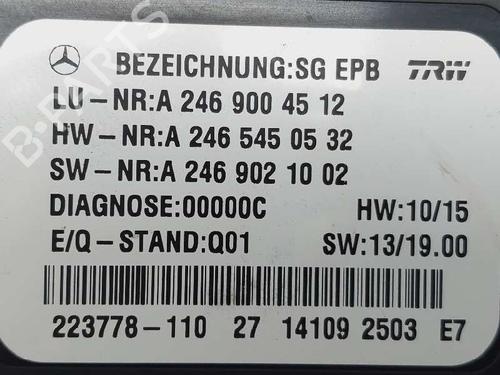 BEZEICHNUNG:SG EPB TRW
LU-NR:A 246 900 45 12
HW-NR:A 246 545 05 32
SW-NR:A 246 902 10 02
DIAGNOSE:00000C HW:10/15
E/Q-STAND:Q01 SW:13/19.00
223778-110 27 14109 2503 E7
B-PARTS